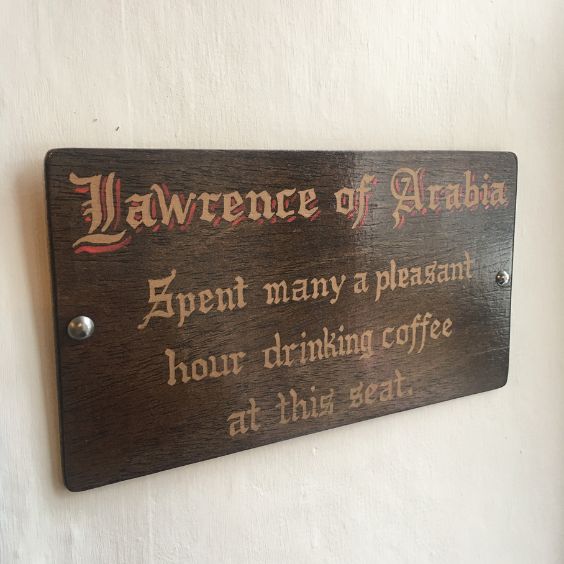 Lawrence of Arabia
Spent many a pleasant
hour drinking coffee
at this seat.